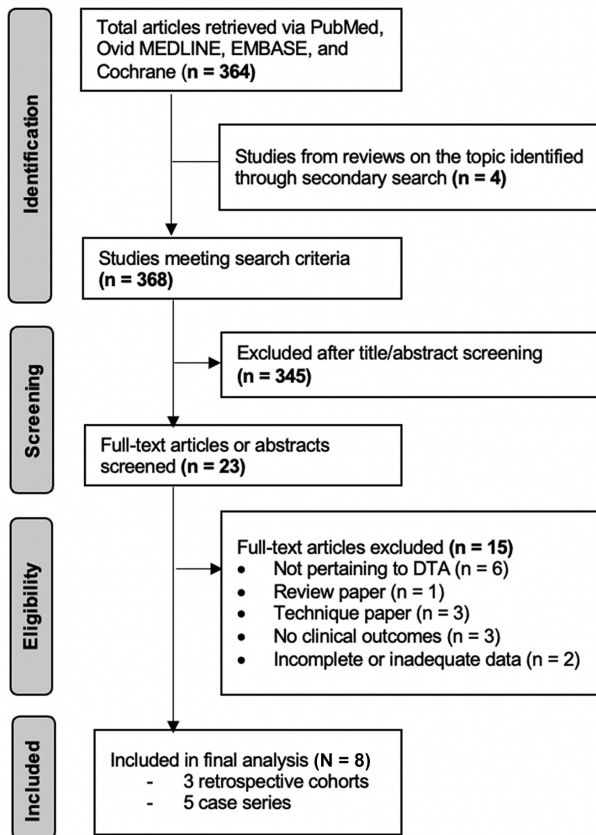 Identification
Total articles retrieved via PubMed,
Ovid MEDLINE, EMBASE, and
Cochrane (n = 364)
Studies from reviews on the topic identified
through secondary search (n = 4)
Studies meeting search criteria
(n = 368)
Screening
Excluded after title/abstract screening
(n = 345)
Full-text articles or abstracts
screened (n = 23)
Eligibility
Full-text articles excluded (n = 15)
• Not pertaining to DTA (n = 6)
• Review paper (n = 1)
• Technique paper (n = 3)
• No clinical outcomes (n = 3)
• Incomplete or inadequate data (n = 2)
Included
Included in final analysis (N = 8)
- 3 retrospective cohorts
- 5 case series